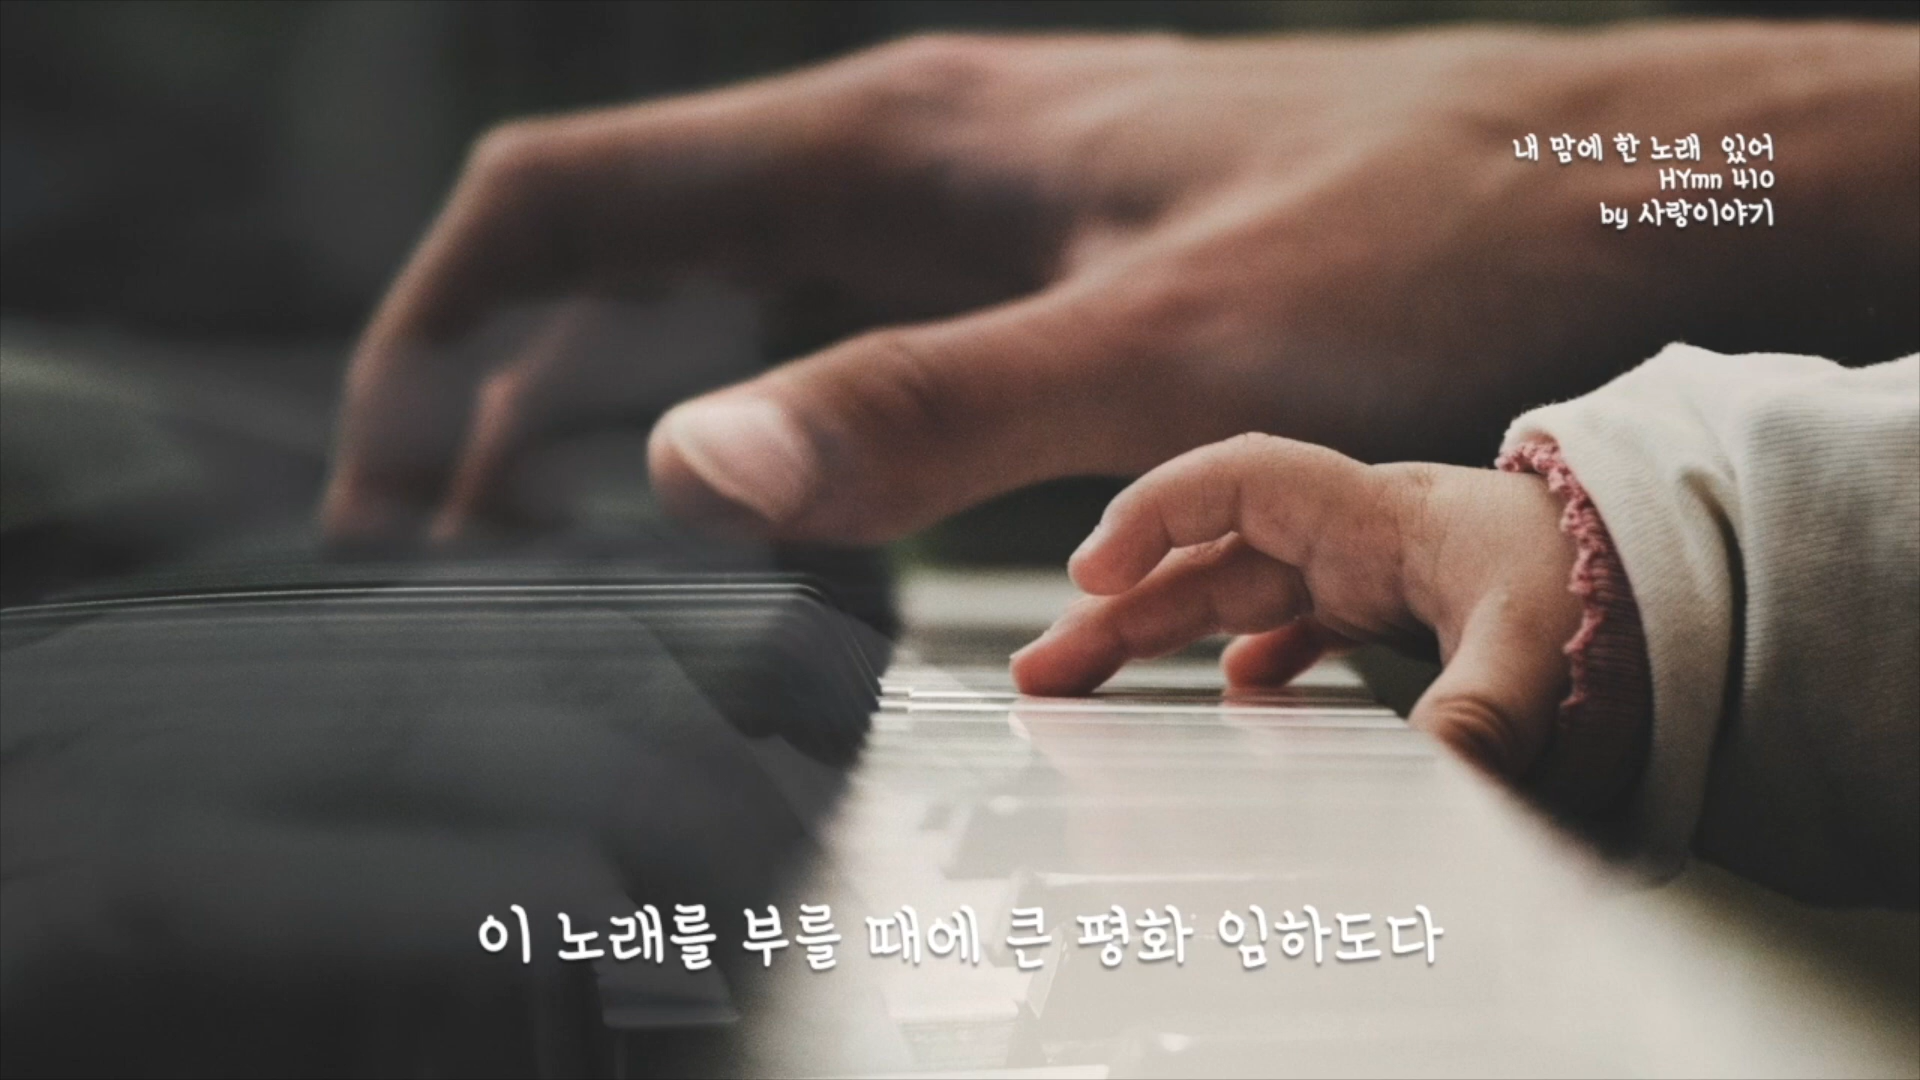 내 맘에 한 노래 있어
HYmn 410
by 사랑이야기
이 노래를 부를 때에 큰 평화 임하도다